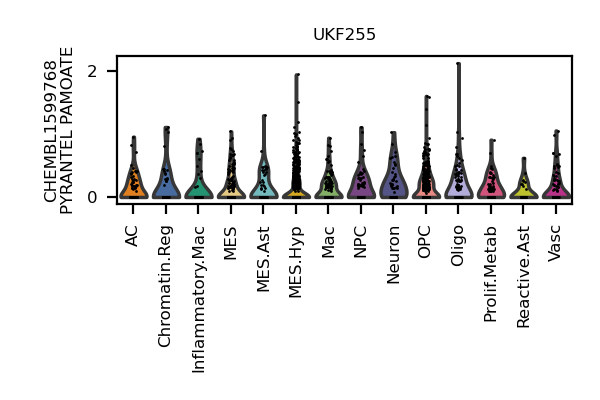 UKF255
CHEMBL1599768
PYRANTEL PAMOATE
2
0
AC
Chromatin.Reg
Inflammatory.Mac
MES
MES.Ast
MES.Hyp
Mac
NPC
Neuron
OPC
Oligo
Prolif.Metab
Reactive.Ast
Vasc